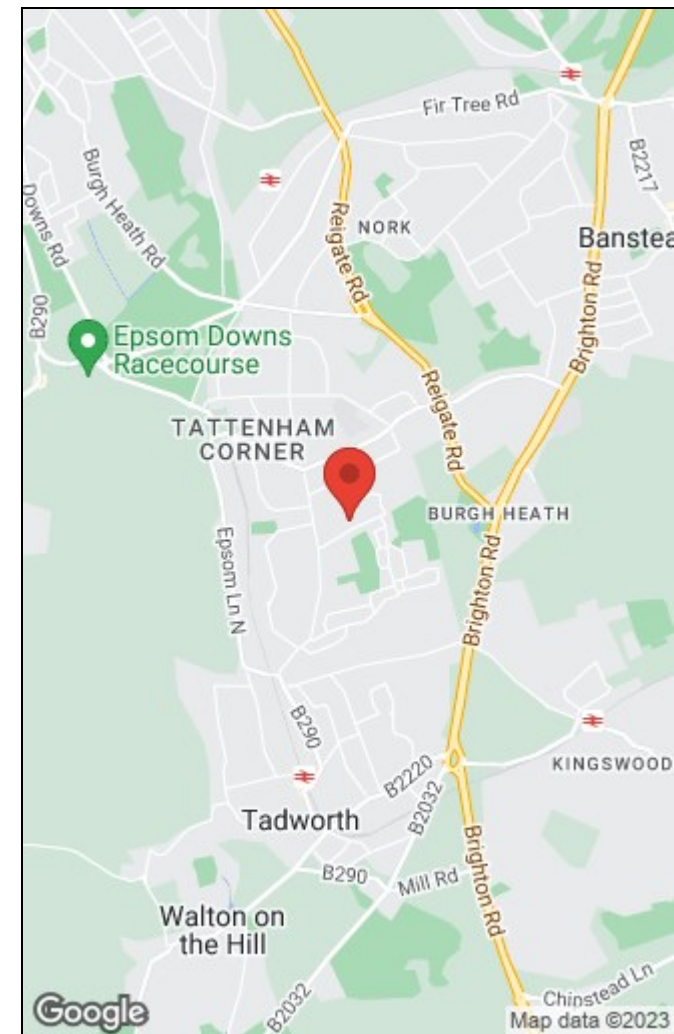 Fir Tree Rd
B2217
Burgh Heath Rd
Downs Rd
Reigate Rd
NORK
Banstea
B290
Brighton Rd
Epsom Downs
Racecourse
Reigate Rd
TATTENHAM
CORNER
BURGH HEATH
Epsom Ln N
Brighton Rd
B290
B2220
KINGSWOOD
B2032
Tadworth
B290
Mill Rd
Brighton Rd
Walton on
the Hill
B2032
Chipstead Ln
Google
Map data ©2023